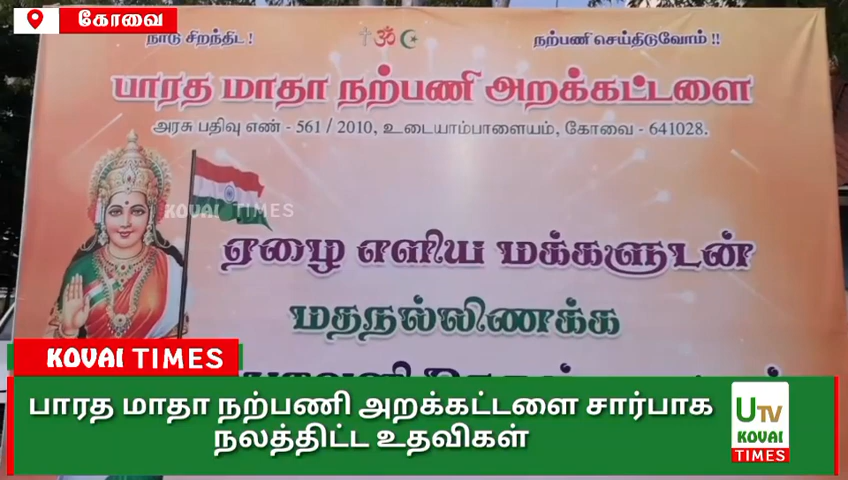 கோவை
நாடு சிறந்திட !
நற்பணி செய்திடுவோம் !!
பாரத மாதா நற்பணி அறக்கட்டளை
அரசு பதிவு எண் - 561 / 2010, உடையாம்பாளையம், கோவை - 641028.
KOVAI TIMES
ஏழை எளிய மக்களுடன்
மதநல்லிணக்க
KOVAI TIMES
பாரத மாதா நற்பணி அறக்கட்டளை சார்பாக
நலத்திட்ட உதவிகள்
UTV
KOVAI
TIMES